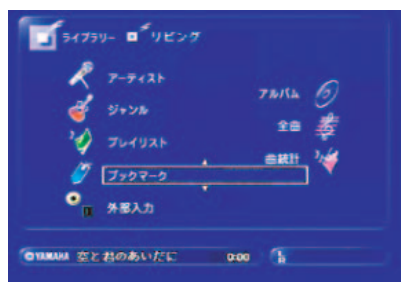 ライブラリー リビング
アーティスト
ジャンル
プレイリスト
ブックマーク
外部入力
アルバム
全曲
曲統計
YAMAHA 空と君のあいだに 0:00